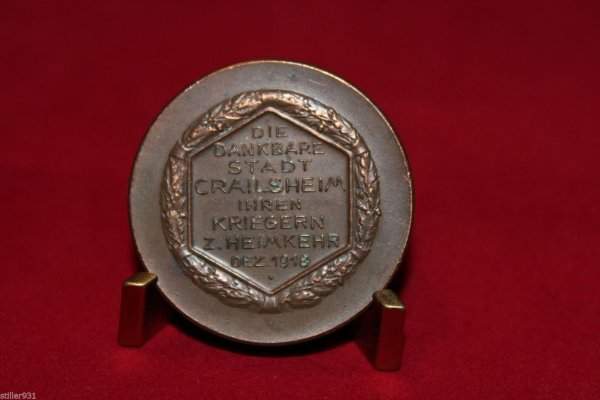 DIE
DANKBARE
STADT
CRAILSHEIM
IHREN
KRIEGERN
Z. HEIMKEHR
DEZ. 1918
stiller931